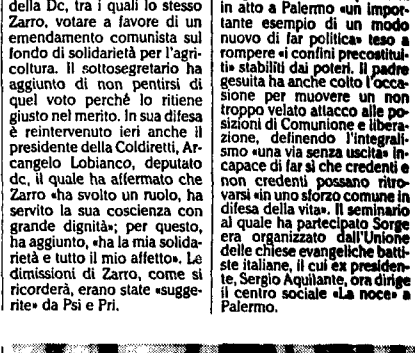 della Dc, tra i quali lo stesso
Zarro, votare a favore di un
emendamento comunista sul
fondo di solidarietà per l'agri-
coltura. Il sottosegretario ha
aggiunto di non pentirsi di
quel voto perché lo ritiene
giusto nel merito. In sua difesa
è reintervenuto ieri anche il
presidente della Coldiretti, Ar-
cangelo Lobianco, deputato
dc, il quale ha affermato che
Zarro «ha svolto un ruolo, ha
servito la sua coscienza con
grande dignità»; per questo,
ha aggiunto, «ha la mia solida-
rietà e tutto il mio affetto». Le
dimissioni di Zarro, come si
ricorderà, erano state «sugge-
rite» da Psi e Pri.
in atto a Palermo «un impor-
tante esempio di un modo
nuovo di far politica» teso a
rompere «i confini precostitui-
ti» stabiliti dai poteri. Il padre
gesuita ha anche colto l'occa-
sione per muovere un non
troppo velato attacco alle po-
sizioni di Comunione e libera-
zione, definendo l'integrali-
smo «una via senza uscita» in-
capace di far sì che credenti e
non credenti possano ritro-
varsi «in uno sforzo comune in
difesa della vita». Il seminario
al quale ha partecipato Sorge
era organizzato dall'Unione
delle chiese evangeliche batti-
ste italiane, il cui ex presiden-
te, Sergio Aquilante, ora dirige
il centro sociale «La noce» a
Palermo.